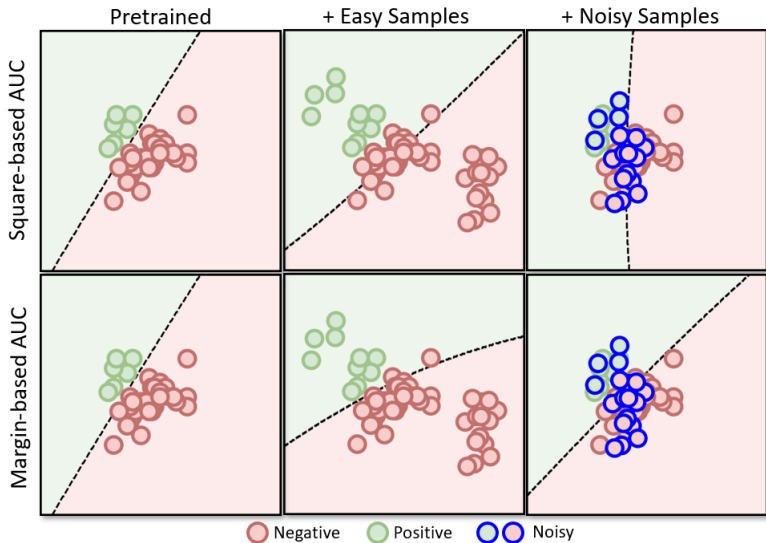 Pretrained
+ Easy Samples
+ Noisy Samples
Square-based AUC
Margin-based AUC
Negative
Positive
Noisy